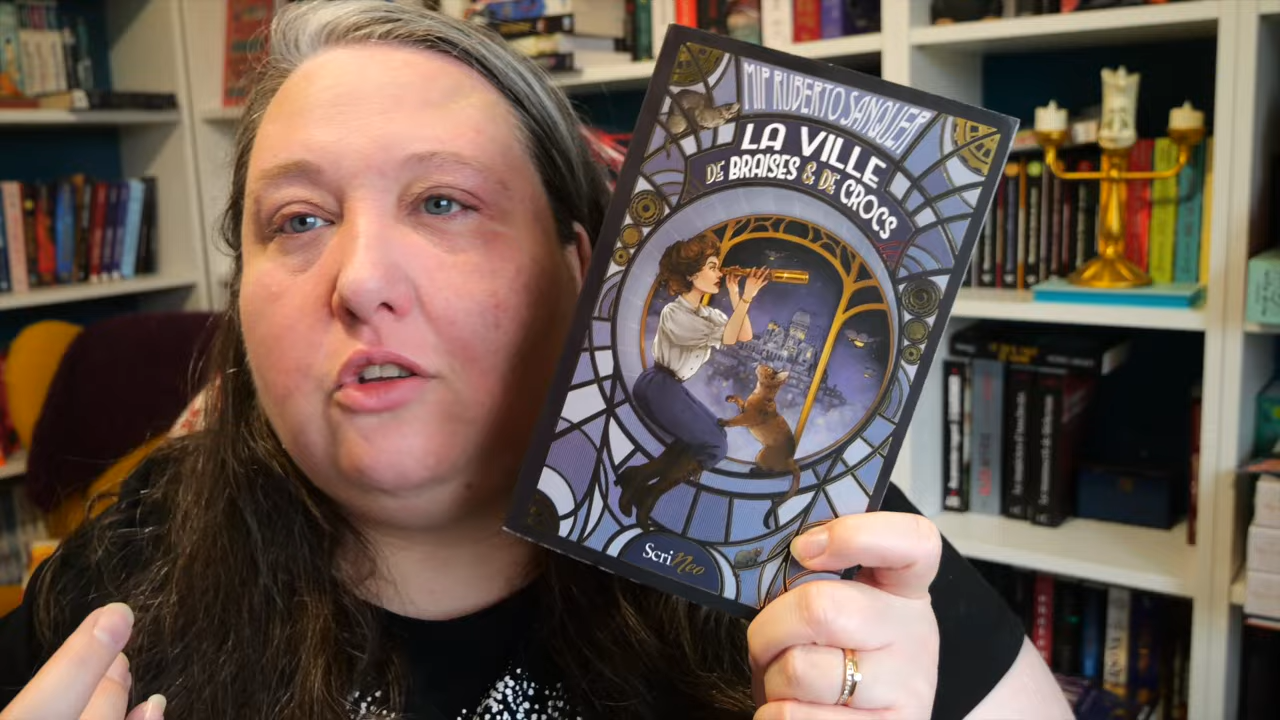 MIP RUBERTO SANQUER
LA VILLE
DE BRAISES & DE CROCS
ScriNeo